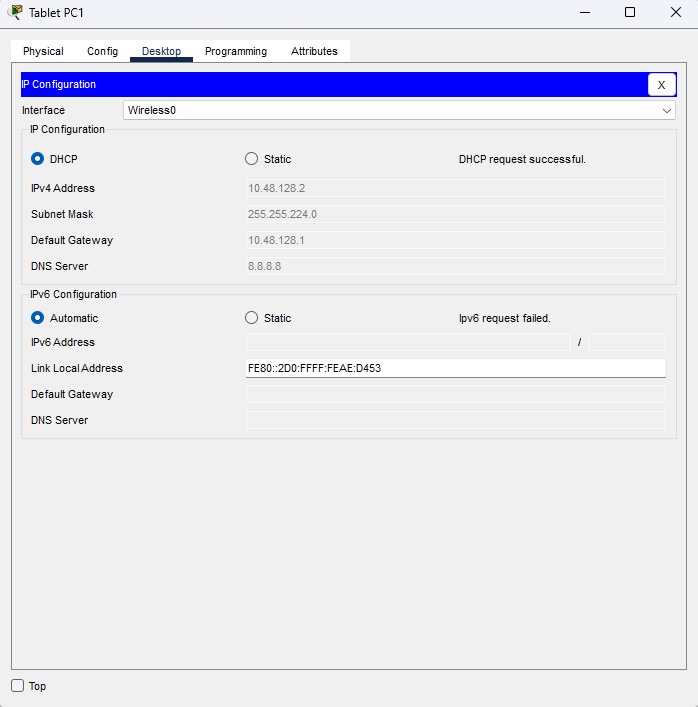 Tablet PC1
Physical Config Desktop Programming Attributes
IP Configuration X
Interface Wireless0
IP Configuration
DHCP Static DHCP request successful.
IPv4 Address 10.48.128.2
Subnet Mask 255.255.224.0
Default Gateway 10.48.128.1
DNS Server 8.8.8.8
IPv6 Configuration
Automatic Static Ipv6 request failed.
IPv6 Address /
Link Local Address FE80::2D0:FFFF:FEAE:D453
Default Gateway
DNS Server
Top